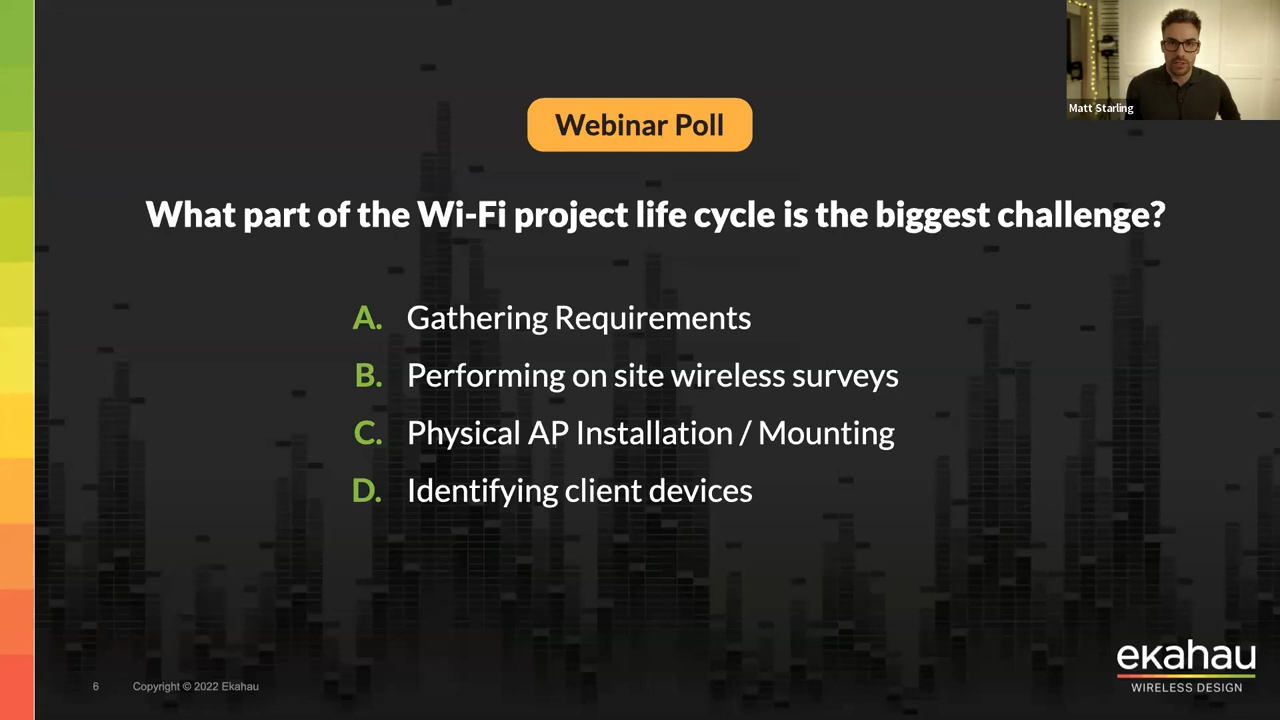 Matt Starling
Webinar Poll
What part of the Wi-Fi project life cycle is the biggest challenge?
A. Gathering Requirements
B. Performing on site wireless surveys
C. Physical AP Installation / Mounting
D. Identifying client devices
ekahau
WIRELESS DESIGN
6 Copyright © 2022 Ekahau